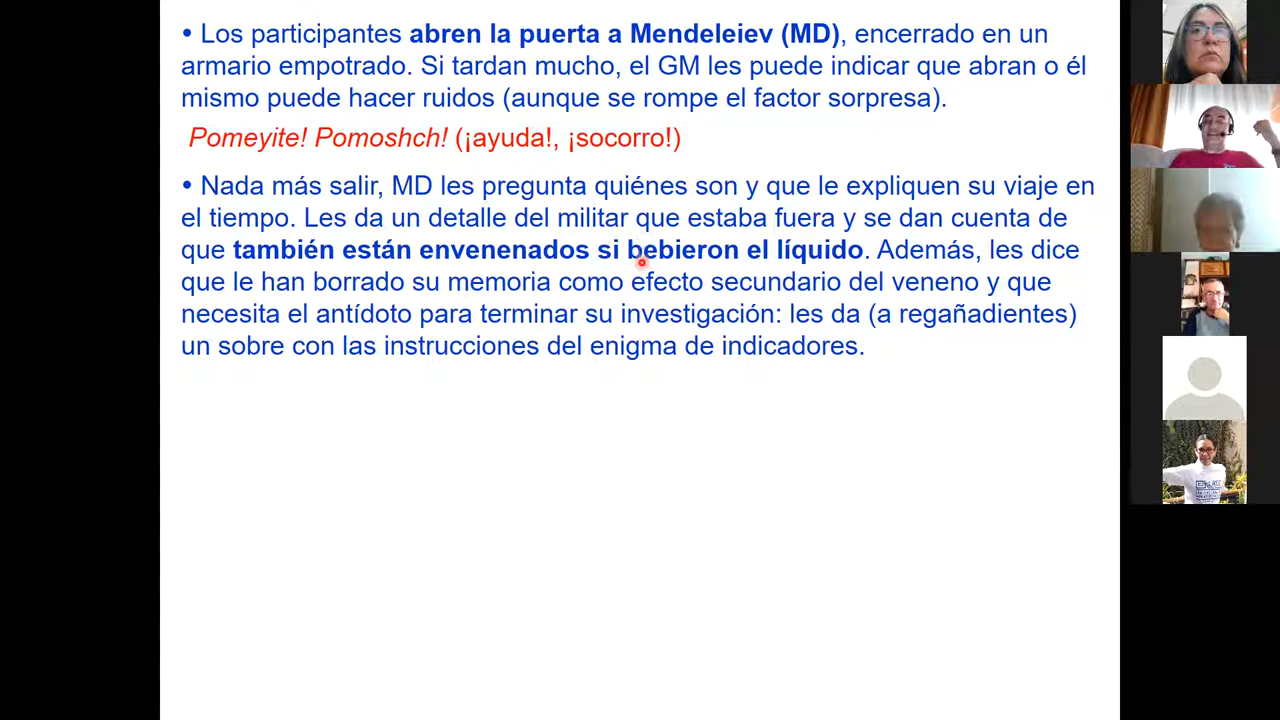 • Los participantes abren la puerta a Mendeleiev (MD), encerrado en un
armario empotrado. Si tardan mucho, el GM les puede indicar que abran o él
mismo puede hacer ruidos (aunque se rompe el factor sorpresa).
Pomeyite! Pomoshch! (¡ayuda!, ¡socorro!)
• Nada más salir, MD les pregunta quiénes son y que le expliquen su viaje en
el tiempo. Les da un detalle del militar que estaba fuera y se dan cuenta de
que también están envenenados si bebieron el líquido. Además, les dice
que le han borrado su memoria como efecto secundario del veneno y que
necesita el antídoto para terminar su investigación: les da (a regañadientes)
un sobre con las instrucciones del enigma de indicadores.